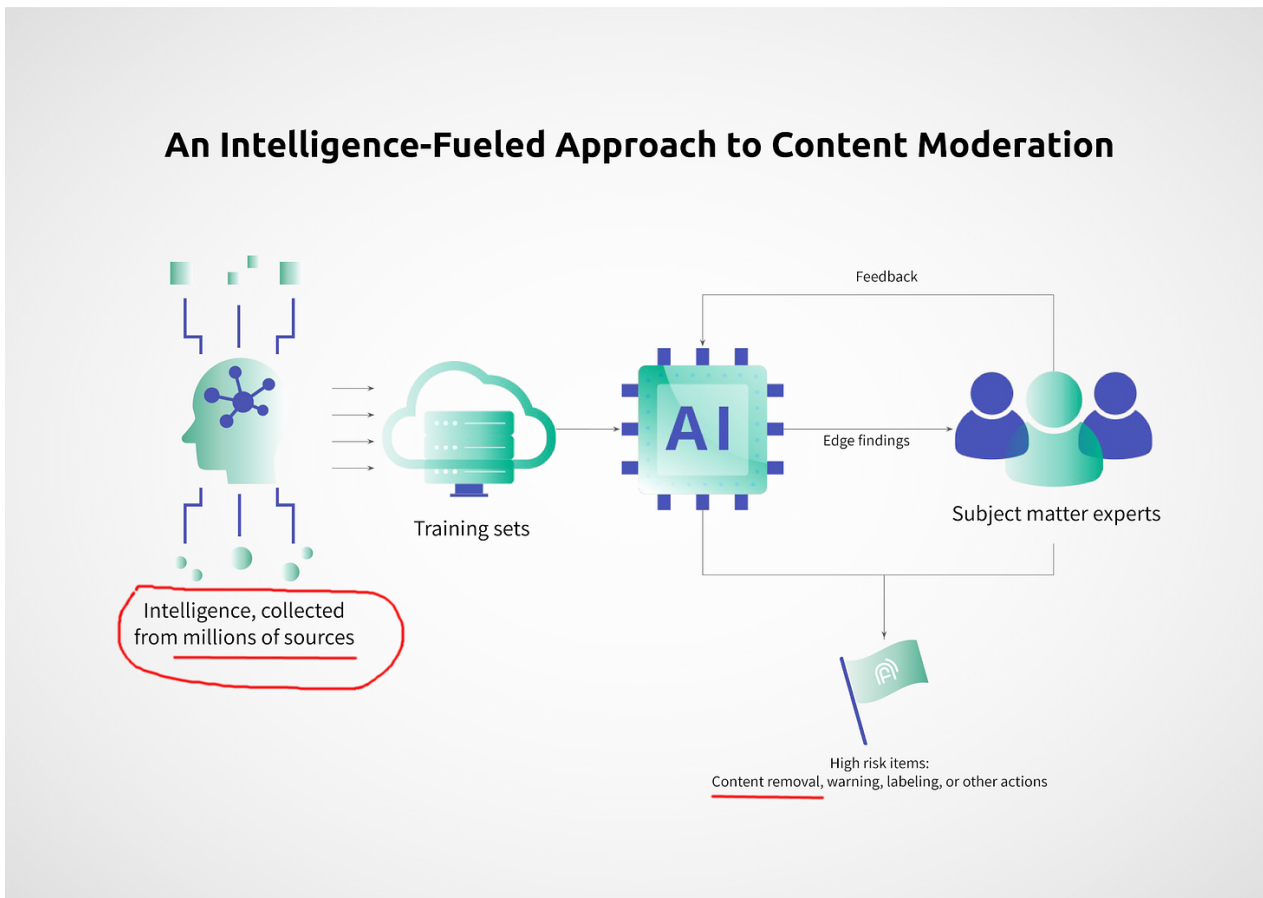 An Intelligence-Fueled Approach to Content Moderation
Feedback
AI
Edge findings
Training sets
Subject matter experts
Intelligence, collected
from millions of sources
High risk items:
Content removal, warning, labeling, or other actions